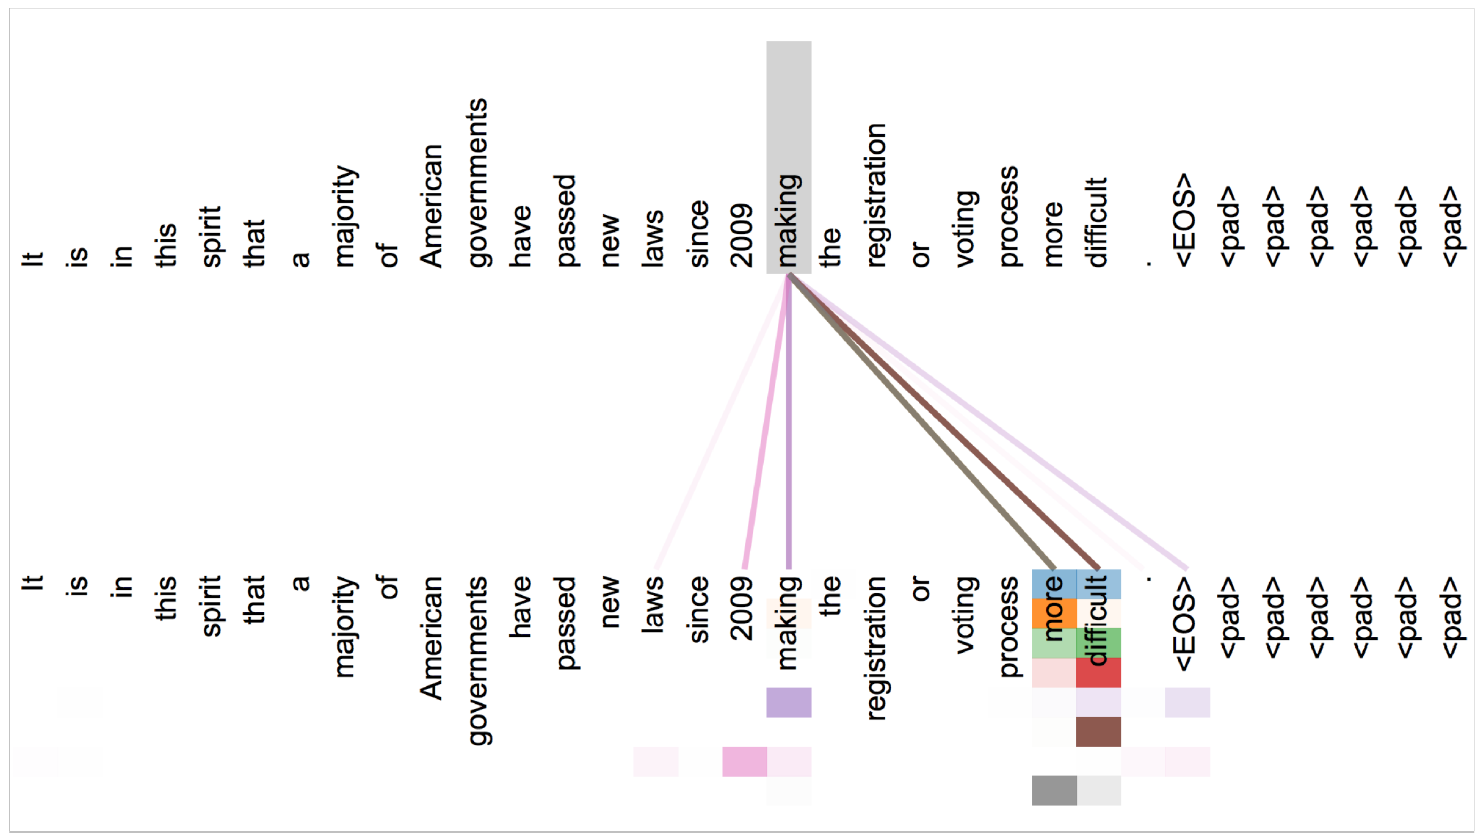 It is in this spirit that a majority of American governments have passed new laws since 2009 making the registration or voting process more difficult . <EOS> <pad> <pad> <pad> <pad> <pad> <pad>
It is in this spirit that a majority of American governments have passed new laws since 2009 making the registration or voting process more difficult . <EOS> <pad> <pad> <pad> <pad> <pad> <pad>